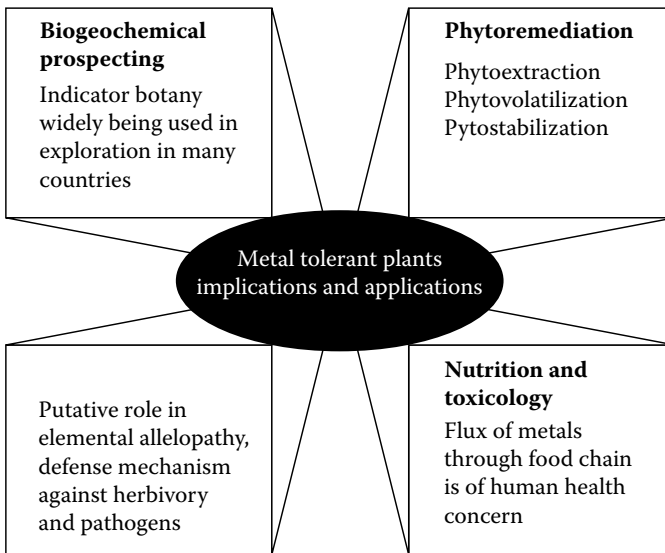 Biogeochemical
prospecting
Indicator botany
widely being used in
exploration in many
countries
Phytoremediation
Phytoextraction
Phytovolatilization
Pytostabilization
Metal tolerant plants
implications and applications
Putative role in
elemental allelopathy,
defense mechanism
against herbivory
and pathogens
Nutrition and
toxicology
Flux of metals
through food chain
is of human health
concern